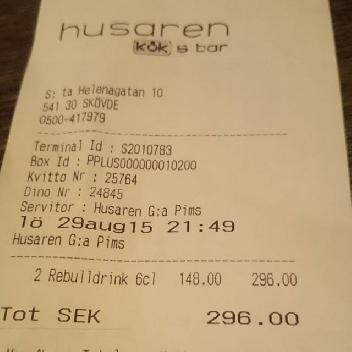 husaren
kök & bar
S:ta Helenagatan 10
541 30 SKÖVDE
0500-417979
Terminal Id : S2010783
Box Id : PPLUS000000010200
Kvitto Nr : 25764
Dino Nr : 24845
Servitor : Husaren G:a Pims
lö 29aug15 21:49
Husaren G:a Pims
2 Rebulldrink 6cl 148.00 296.00
Tot SEK 296.00